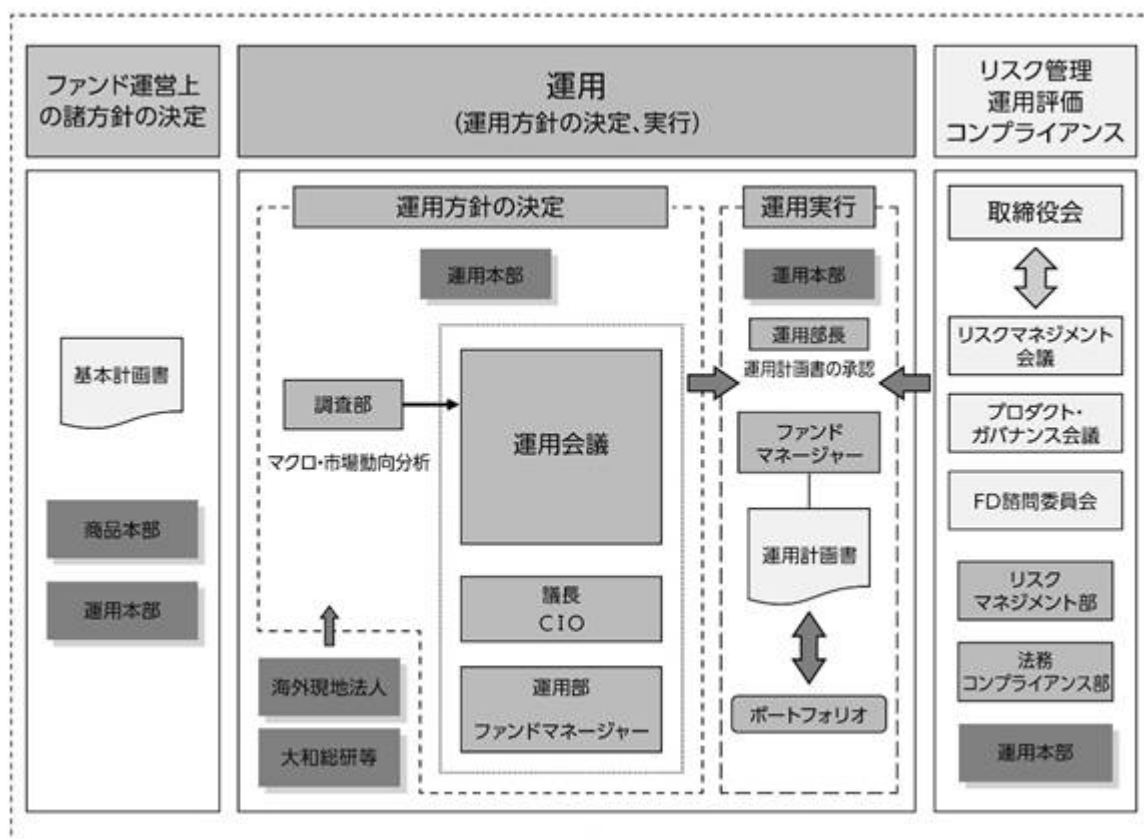 ファンド運営上
の諸方針の決定
運用
(運用方針の決定、実行)
リスク管理
運用評価
コンプライアンス
基本計画書
商品本部
運用本部
運用方針の決定
運用本部
調査部
マクロ・市場動向分析
運用会議
議長
CIO
運用部
ファンドマネージャー
海外現地法人
大和総研等
運用実行
運用本部
運用部長
運用計画書の承認
ファンド
マネージャー
運用計画書
ポートフォリオ
取締役会
リスクマネジメント
会議
プロダクト・
ガバナンス会議
FD諮問委員会
リスク
マネジメント部
法務
コンプライアンス部
運用本部